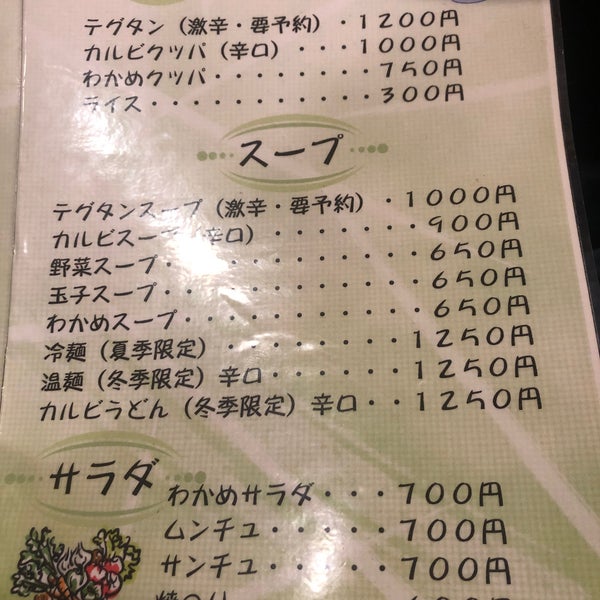 テグタン（激辛・要予約）・１２００円
カルビクッパ（辛口）・・・１０００円
わかめクッパ・・・・・・・・７５０円
ライス・・・・・・・・・・・３００円
スープ
テグタンスープ（激辛・要予約）・１０００円
カルビスープ（辛口）・・・・・・・９００円
野菜スープ・・・・・・・・・・・６５０円
玉子スープ・・・・・・・・・・・６５０円
わかめスープ・・・・・・・・・・６５０円
冷麺（夏季限定）・・・・・・・１２５０円
温麺（冬季限定）辛口・・・・・１２５０円
カルビうどん（冬季限定）辛口・・１２５０円
サラダ
わかめサラダ・・・７００円
ムンチュ・・・・・７００円
サンチュ・・・・・７００円